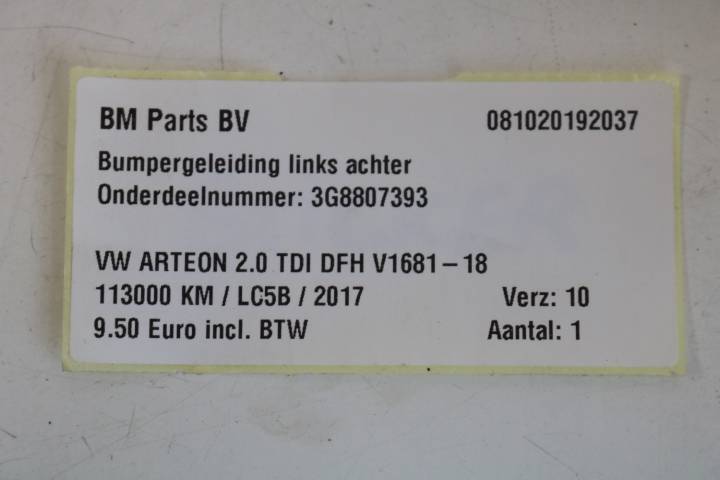 BM Parts BV 081020192037
Bumpergeleiding links achter
Onderdeelnummer: 3G8807393
VW ARTEON 2.0 TDI DFH V1681-18
113000 KM / LC5B / 2017 Verz: 10
9.50 Euro incl. BTW Aantal: 1